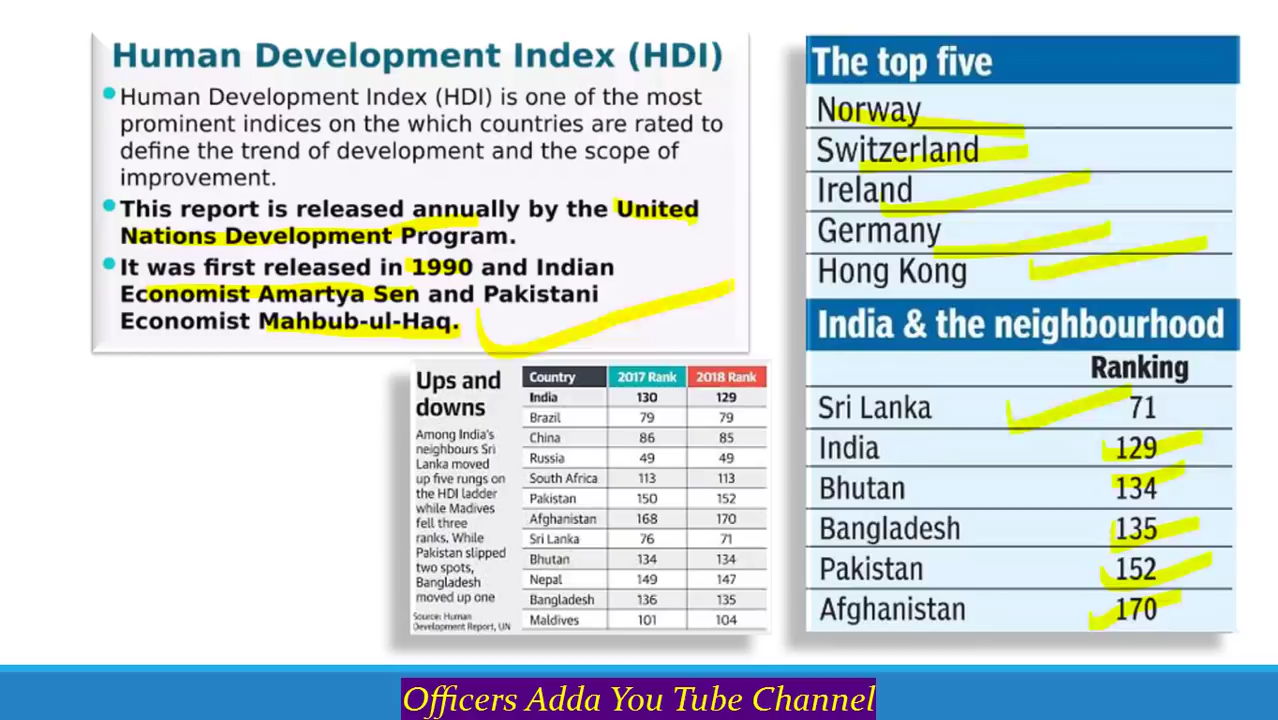 Human Development Index (HDI)
Human Development Index (HDI) is one of the most
prominent indices on the which countries are rated to
define the trend of development and the scope of
improvement.
This report is released annually by the United
Nations Development Program.
It was first released in 1990 and Indian
Economist Amartya Sen and Pakistani
Economist Mahbub-ul-Haq.
Ups and
downs
Among India's
neighbours Sri
Lanka moved
up five rungs on
the HDI ladder
while Madives
fell three
ranks. While
Pakistan slipped
two spots,
Bangladesh
moved up one
Source: Human
Development Report, UN
Country 2017 Rank 2018 Rank
India 130 129
Brazil 79 79
China 86 85
Russia 49 49
South Africa 113 113
Pakistan 150 152
Afghanistan 168 170
Sri Lanka 76 71
Bhutan 134 134
Nepal 149 147
Bangladesh 136 135
Maldives 101 104
The top five
Norway
Switzerland
Ireland
Germany
Hong Kong
India & the neighbourhood
Ranking
Sri Lanka 71
India 129
Bhutan 134
Bangladesh 135
Pakistan 152
Afghanistan 170
Officers Adda You Tube Channel